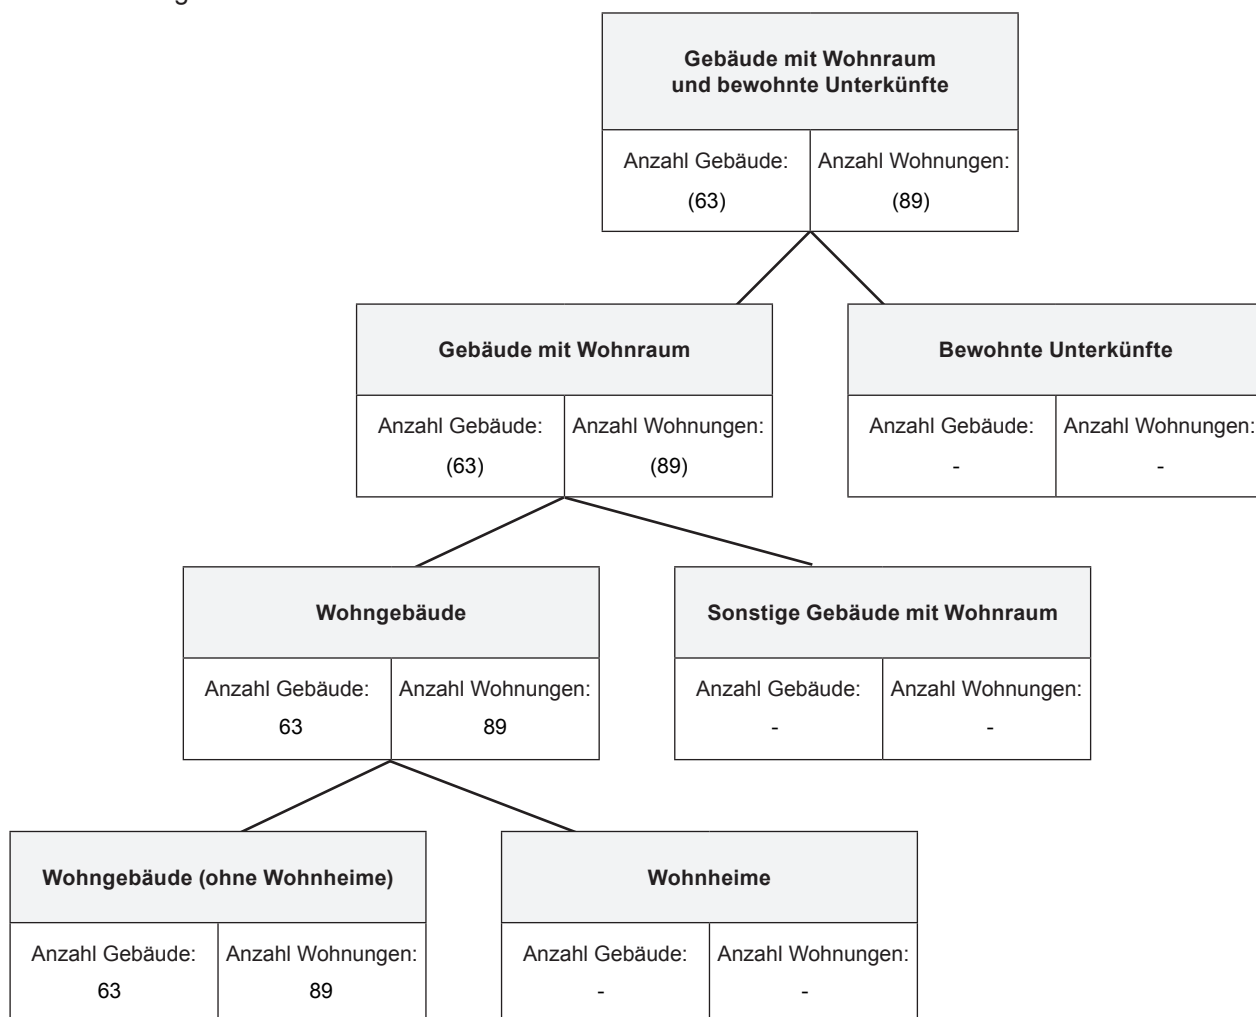 Gebäude mit Wohnraum
und bewohnte Unterkünfte
Anzahl Gebäude:
(63)
Anzahl Wohnungen:
(89)
Gebäude mit Wohnraum
Anzahl Gebäude:
(63)
Anzahl Wohnungen:
(89)
Bewohnte Unterkünfte
Anzahl Gebäude:
-
Anzahl Wohnungen:
-
Wohngebäude
Anzahl Gebäude:
63
Anzahl Wohnungen:
89
Sonstige Gebäude mit Wohnraum
Anzahl Gebäude:
-
Anzahl Wohnungen:
-
Wohngebäude (ohne Wohnheime)
Anzahl Gebäude:
63
Anzahl Wohnungen:
89
Wohnheime
Anzahl Gebäude:
-
Anzahl Wohnungen:
-